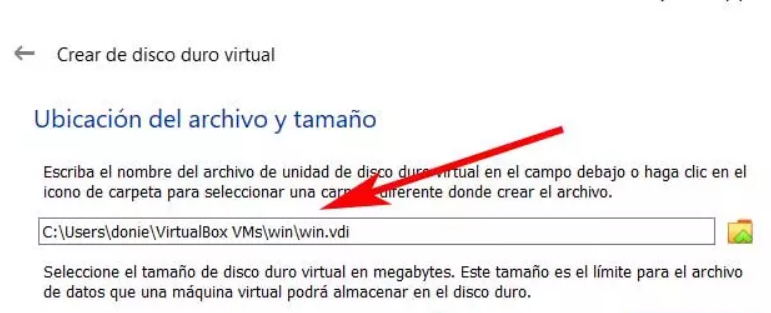 Crear de disco duro virtual
Ubicación del archivo y tamaño
Escriba el nombre del archivo de unidad de disco duro virtual en el campo debajo o haga clic en el
icono de carpeta para seleccionar una carpeta diferente donde crear el archivo.
C:\Users\donie\VirtualBox VMs\win\win.vdi
Seleccione el tamaño de disco duro virtual en megabytes. Este tamaño es el límite para el archivo
de datos que una máquina virtual podrá almacenar en el disco duro.